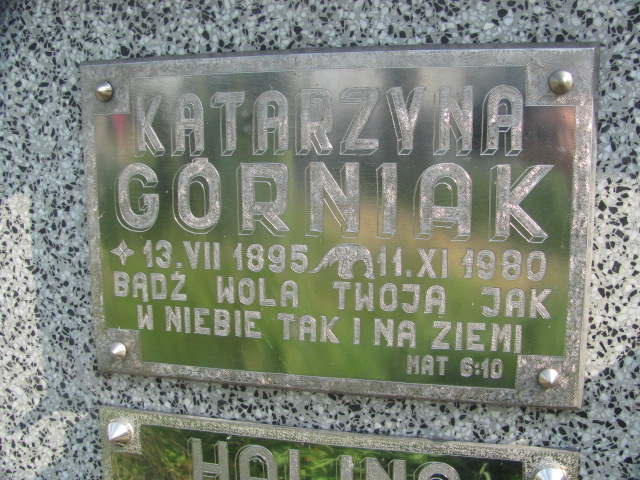 KATARZYNA
GÓRNIAK
13.VII 1895 11.XI 1980
BĄDŹ WOLA TWOJA JAK
W NIEBIE TAK I NA ZIEMI
MAT 6:10
HALINA